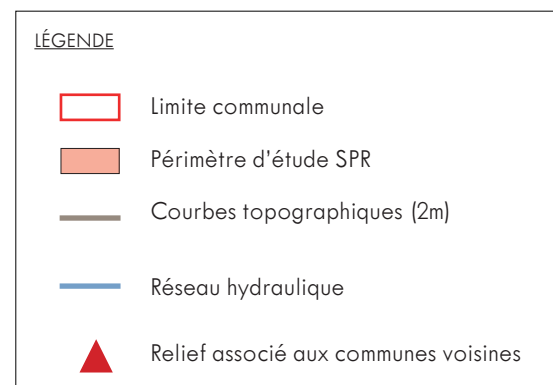 LÉGENDE
Limite communale
Périmètre d'étude SPR
Courbes topographiques (2m)
Réseau hydraulique
Relief associé aux communes voisines